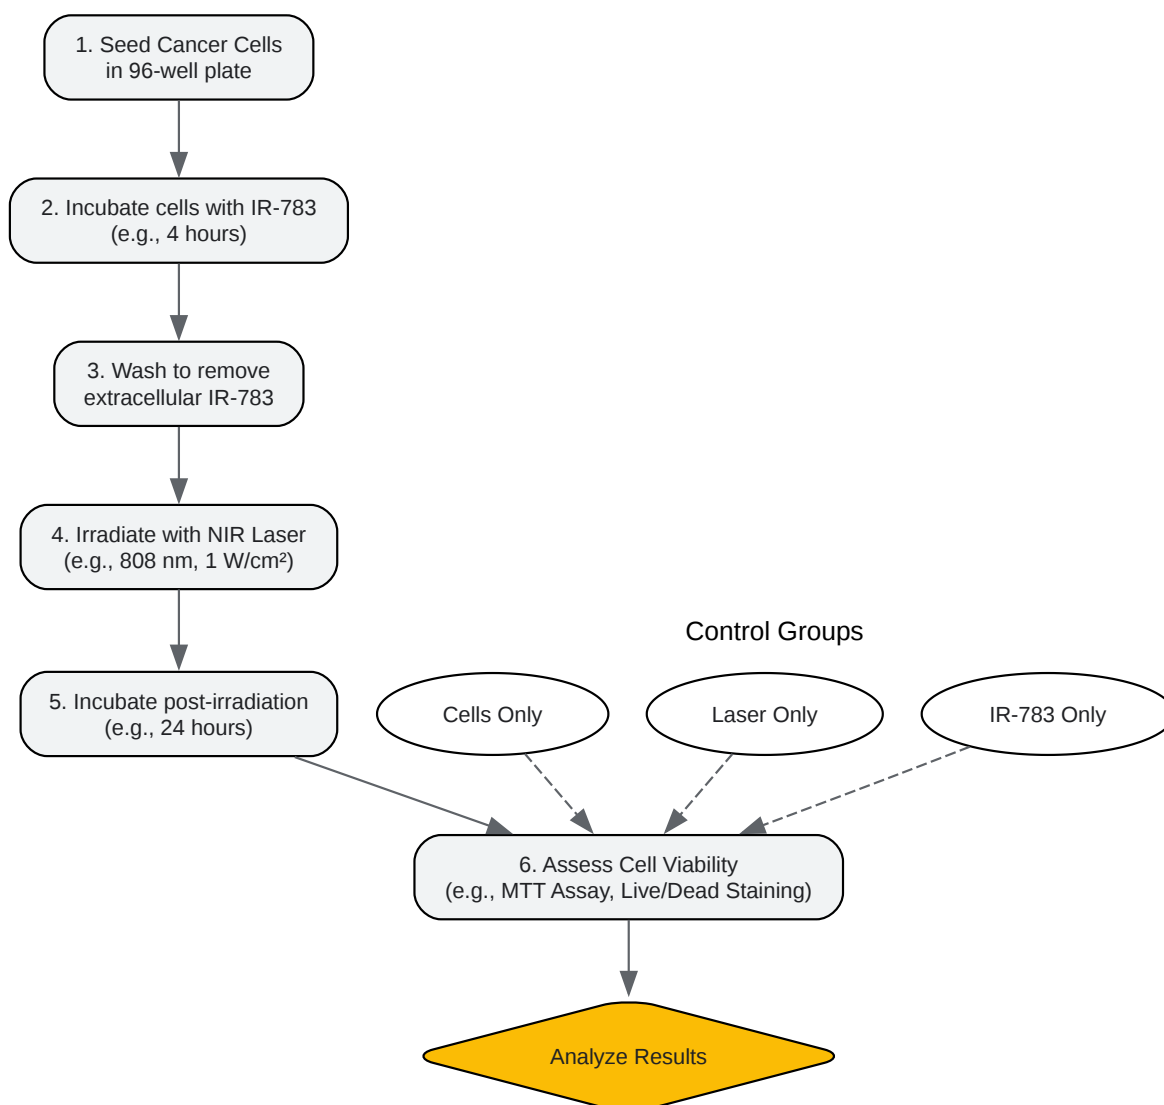 1. Seed Cancer Cells
in 96-well plate
2. Incubate cells with IR-783
(e.g., 4 hours)
3. Wash to remove
extracellular IR-783
4. Irradiate with NIR Laser
(e.g., 808 nm, 1 W/cm²)
Control Groups
5. Incubate post-irradiation
(e.g., 24 hours)
Cells Only
Laser Only
IR-783 Only
6. Assess Cell Viability
(e.g., MTT Assay, Live/Dead Staining)
Analyze Results